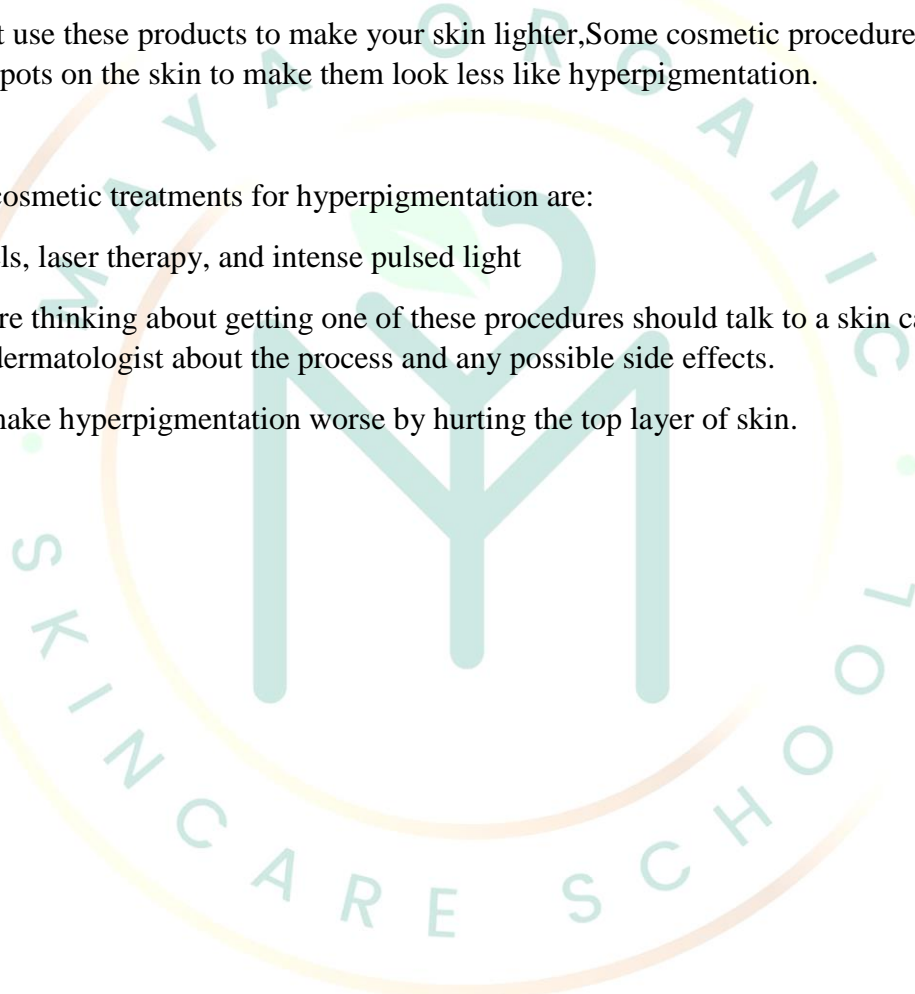 t use these products to make your skin lighter,Some cosmetic procedure
pots on the skin to make them look less like hyperpigmentation.
cosmetic treatments for hyperpigmentation are:
ls, laser therapy, and intense pulsed light
re thinking about getting one of these procedures should talk to a skin ca
dermatologist about the process and any possible side effects.
make hyperpigmentation worse by hurting the top layer of skin.
MAYA ORGANIC
SKINCARE SCHOOL